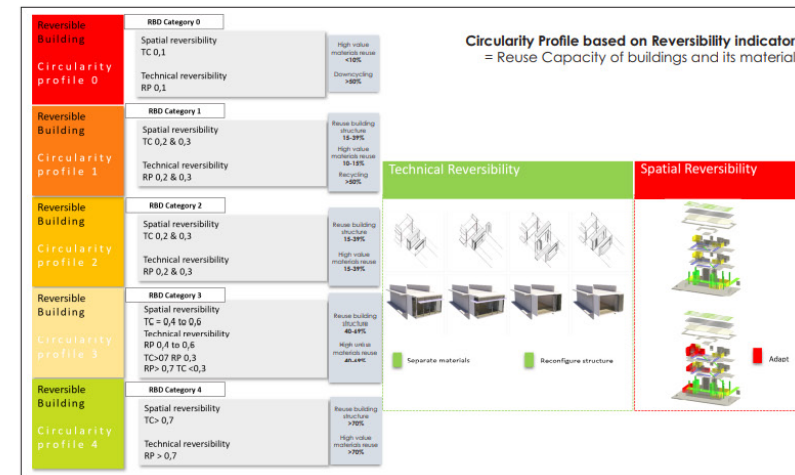 Circularity Profile based on Reversibility indicator
= Reuse Capacity of buildings and its material
Reversible
Building
Circularity
profile 0
RBD Category 0
Spatial reversibility
TC 0,1
Technical reversibility
RP 0,1
High value
materials reuse
<10%
Downcycling
>50%
Reversible
Building
Circularity
profile 1
RBD Category 1
Spatial reversibility
TC 0,2 & 0,3
Technical reversibility
RP 0,2 & 0,3
Reuse building
structure
15-39%
High value
materials reuse
10-15%
Recycling
>50%
Reversible
Building
Circularity
profile 2
RBD Category 2
Spatial reversibility
TC 0,2 & 0,3
Technical reversibility
RP 0,2 & 0,3
Reuse building
structure
15-39%
High value
materials reuse
15-39%
Reversible
Building
Circularity
profile 3
RBD Category 3
Spatial reversibility
TC = 0,4 to 0,6
Technical reversibility
RP 0,4 to 0,6
TC>07 RP 0,3
RP> 0,7 TC <0,3
Reuse building
structure
40-69%
High value
materials reuse
40-69%
Reversible
Building
Circularity
profile 4
RBD Category 4
Spatial reversibility
TC> 0,7
Technical reversibility
RP > 0,7
Reuse building
structure
>70%
High value
materials reuse
>70%
Technical Reversibility
Separate materials
Reconfigure structure
Spatial Reversibility
Adapt